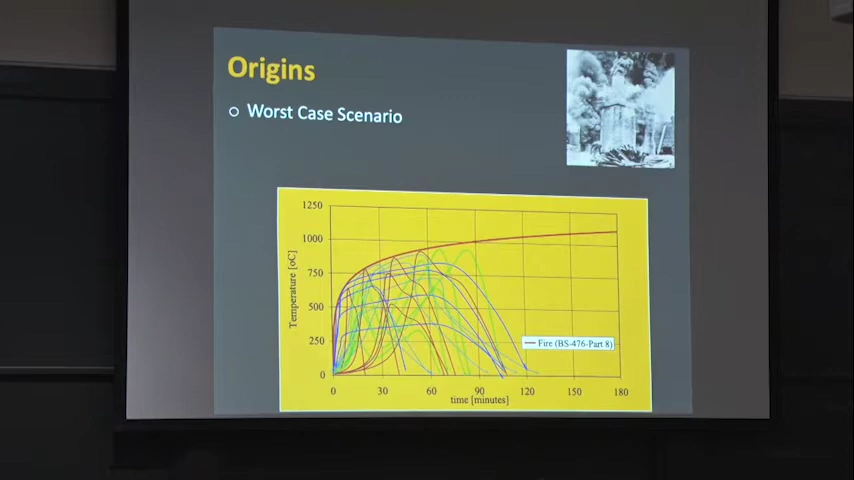 Origins
Worst Case Scenario
1250
1000
750
500
250
0
Temperature [oC]
Fire (BS-476-Part 8)
0 30 60 90 120 150 180
time [minutes]